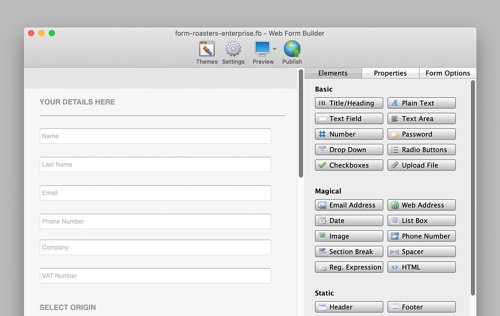 form-roasters-enterprise.fb - Web Form Builder
Themes Settings Preview Publish
Elements Properties Form Options
YOUR DETAILS HERE
Name
Last Name
Email
Phone Number
Company
VAT Number
SELECT ORIGIN
Basic
Title/Heading Plain Text
Text Field Text Area
Number Password
Drop Down Radio Buttons
Checkboxes Upload File
Magical
Email Address Web Address
Date List Box
Image Phone Number
Section Break Spacer
Reg. Expression HTML
Static
Header Footer